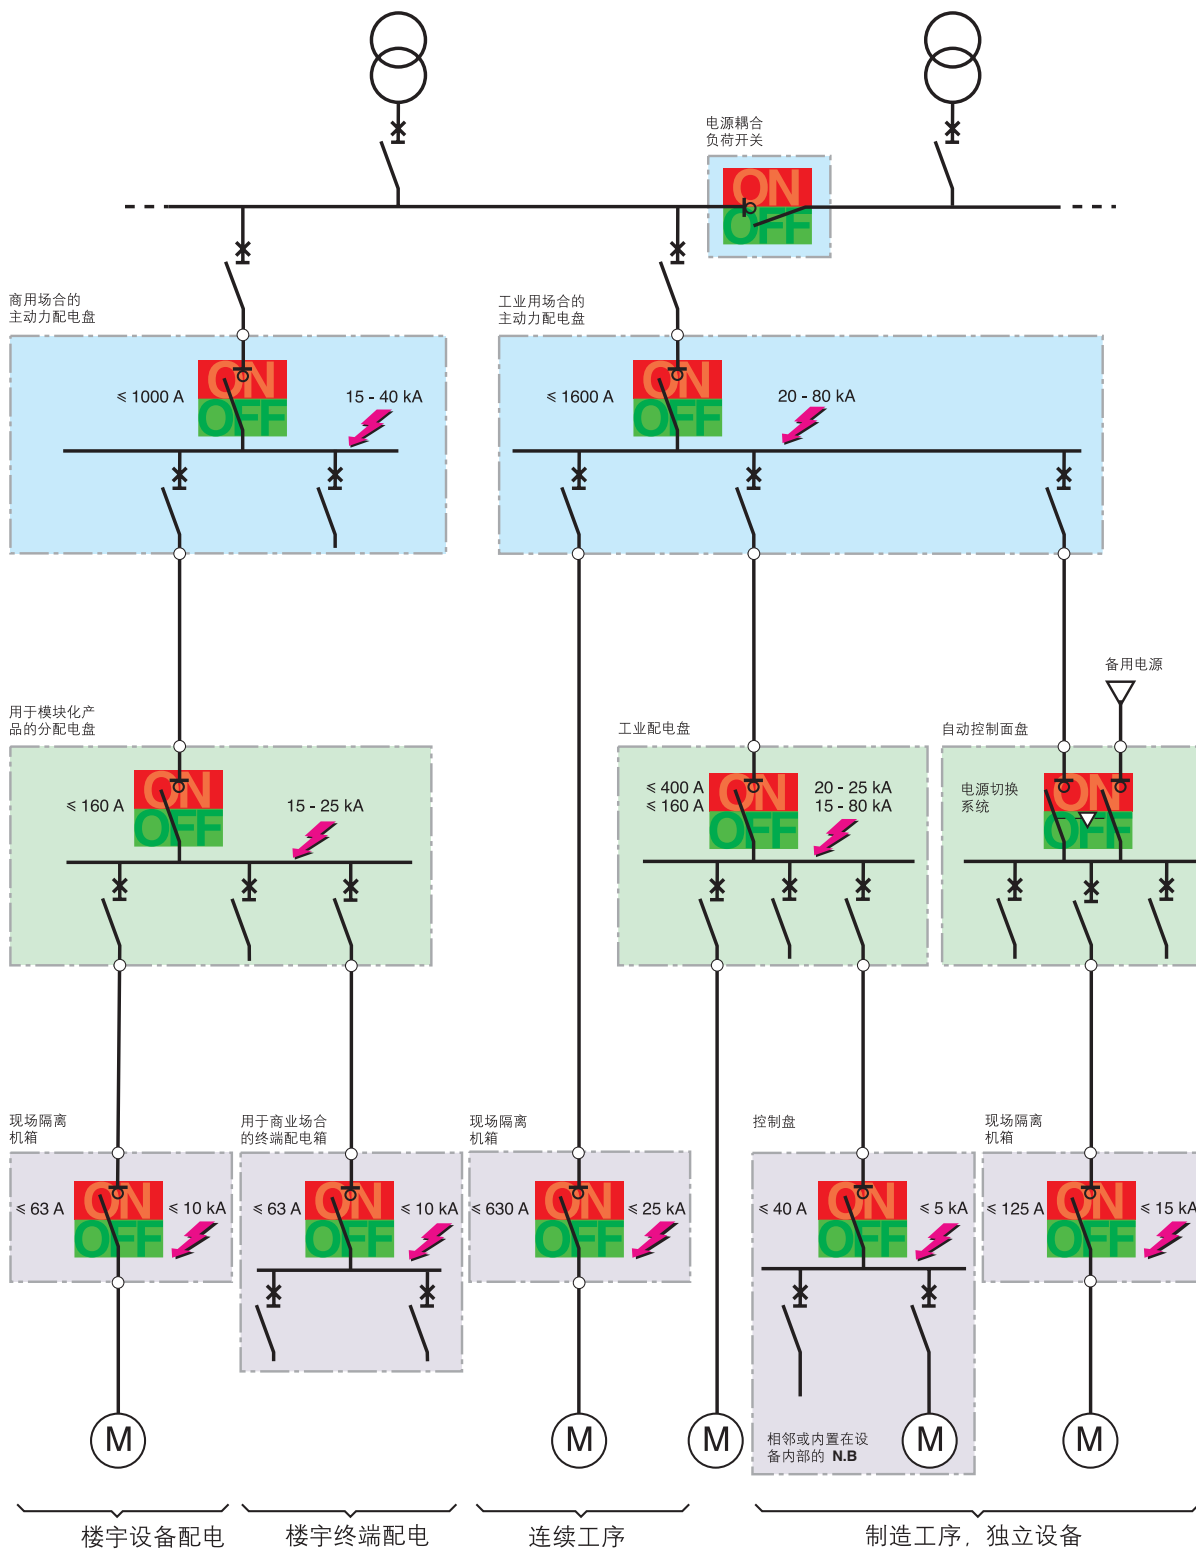 电源耦合
负荷开关
ON
OFF
商用场合的
主动力配电盘
工业用场合的
主动力配电盘
≤ 1000 A
ON
OFF
15 - 40 kA
≤ 1600 A
ON
OFF
20 - 80 kA
备用电源
用于模块化产
品的分配电盘
工业配电盘
自动控制面盘
≤ 160 A
ON
OFF
15 - 25 kA
≤ 400 A
≤ 160 A
ON
OFF
20 - 25 kA
15 - 80 kA
电源切换
系统
ON
OFF
现场隔离
机箱
用于商业场合
的终端配电箱
现场隔离
机箱
控制盘
现场隔离
机箱
≤ 63 A
ON
OFF
≤ 10 kA
≤ 63 A
ON
OFF
≤ 10 kA
≤ 630 A
ON
OFF
≤ 25 kA
≤ 40 A
ON
OFF
≤ 5 kA
≤ 125 A
ON
OFF
≤ 15 kA
M
M
M
相邻或内置在设
备内部的 N.B
M
M
楼宇设备配电
楼宇终端配电
连续工序
制造工序，独立设备